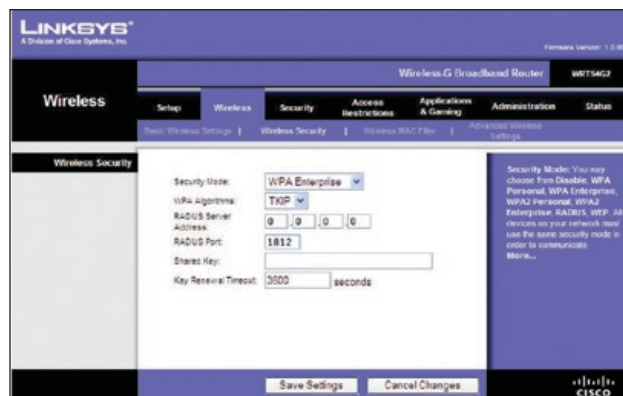 LINKSYS®
A Division of Cisco Systems, Inc.
Firmware Version: 1.0.
Wireless-G Broadband Router WRT54G2
Wireless
Setup Wireless Security Access Restrictions Applications & Gaming Administration Status
Basic Wireless Settings | Wireless Security | Wireless MAC Filter | Advanced Wireless Settings
Wireless Security
Security Mode: WPA Enterprise
WPA Algorithms: TKIP
RADIUS Server Address: 0 . 0 . 0 . 0
RADIUS Port: 1812
Shared Key:
Key Renewal Timeout: 3600 seconds
Security Mode: You may
choose from Disable, WPA
Personal, WPA Enterprise,
WPA2 Personal, WPA2
Enterprise, RADIUS, WEP. All
devices on your network must
use the same security mode in
order to communicate.
More...
Save Settings Cancel Changes
CISCO